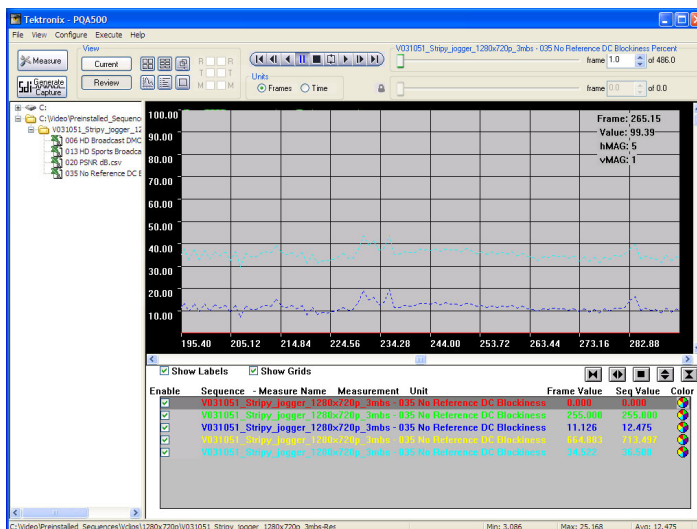 Tektronix - PQA500
File View Configure Execute Help
Measure
Generate
Capture
View
Current
Review
R R
T T
M M
Units
Frames Time
V031051_Stripy_jogger_1280x720p_3mbs - 035 No Reference DC Blockiness Percent
frame 1.0 of 486.0
frame 0.0 of 0.0
C:
C:\Video\Preinstalled_Sequenc
V031051_Stripy_jogger_12
006 HD Broadcast DMC
013 HD Sports Broadca
020 PSNR dB.csv
035 No Reference DC B
100.00
90.00
80.00
70.00
60.00
50.00
40.00
30.00
20.00
10.00
Frame: 265.15
Value: 99.39
hMAG: 5
vMAG: 1
195.40 205.12 214.84 224.56 234.28 244.00 253.72 263.44 273.16 282.88
Show Labels Show Grids
Enable Sequence - Measure Name Measurement Unit Frame Value Seq Value Color
V031051_Stripy_jogger_1280x720p_3mbs - 035 No Reference DC Blockiness 0.000 0.000
V031051_Stripy_jogger_1280x720p_3mbs - 035 No Reference DC Blockiness 255.000 255.000
V031051_Stripy_jogger_1280x720p_3mbs - 035 No Reference DC Blockiness 11.126 12.475
V031051_Stripy_jogger_1280x720p_3mbs - 035 No Reference DC Blockiness 664.883 713.497
V031051_Stripy_jogger_1280x720p_3mbs - 035 No Reference DC Blockiness 34.522 36.588
C:\Video\Preinstalled_Sequences\Vclips\1280x720p\V031051_Stripy_jogger_1280x720p_3mbs-Res Min: 3.086 Max: 25.168 Avg: 12.475